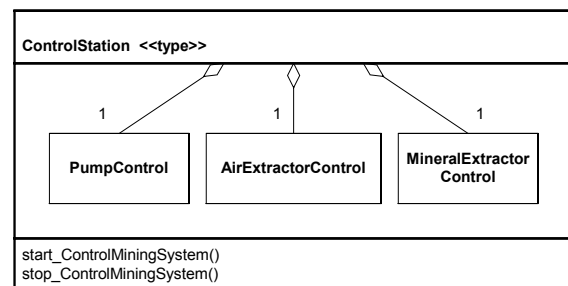 ControlStation <<type>>
1
1
1
PumpControl
AirExtractorControl
MineralExtractor
Control
start_ControlMiningSystem()
stop_ControlMiningSystem()